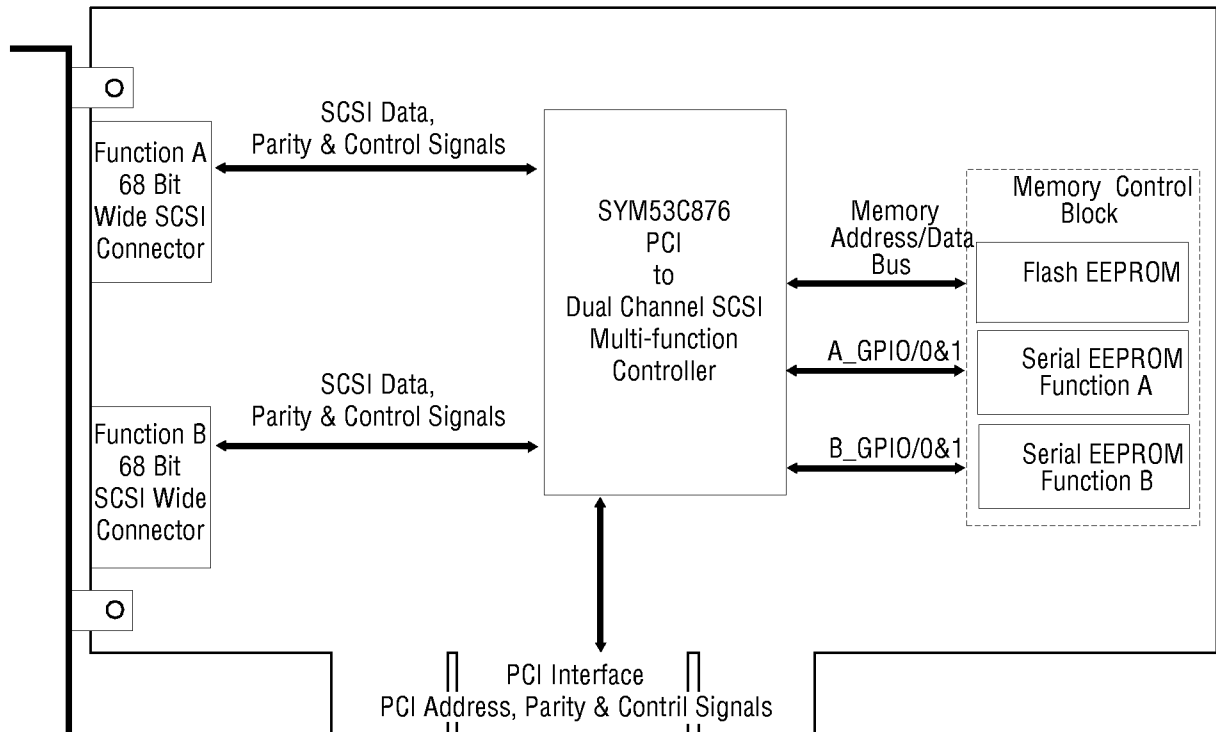 SCSI Data,
Parity & Control Signals
Function A
68 Bit
Wide SCSI
Connector
SYM53C876
PCI
to
Dual Channel SCSI
Multi-function
Controller
Memory
Address/Data
Bus
Memory Control
Block
Flash EEPROM
A_GPIO/0&1
Serial EEPROM
Function A
SCSI Data,
Parity & Control Signals
Function B
68 Bit
SCSI Wide
Connector
B_GPIO/0&1
Serial EEPROM
Function B
PCI Interface
PCI Address, Parity & Contril Signals